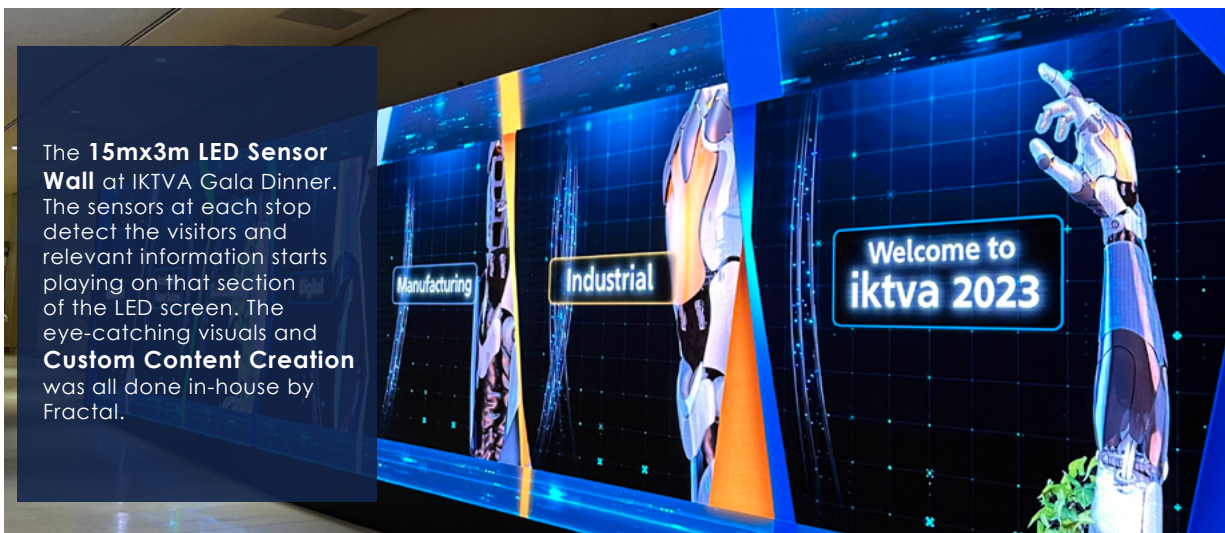 The 15mx3m LED Sensor
Wall at IKTVA Gala Dinner.
The sensors at each stop
detect the visitors and
relevant information starts
playing on that section
of the LED screen. The
eye-catching visuals and
Custom Content Creation
was all done in-house by
Fractal.
Digital
Manufacturing
Industrial
Welcome to
iktva 2023